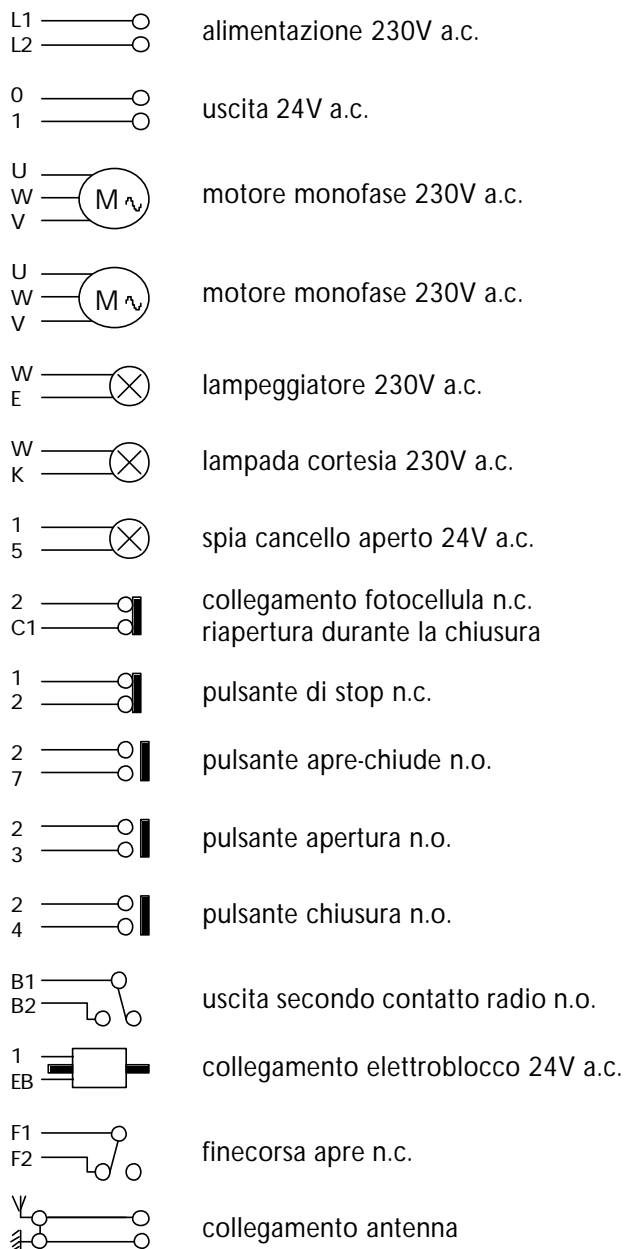 L1
L2
alimentazione 230V a.c.
0
1
uscita 24V a.c.
U
W
V
M
motore monofase 230V a.c.
U
W
V
M
motore monofase 230V a.c.
W
E
lampeggiatore 230V a.c.
W
K
lampada cortesia 230V a.c.
1
5
spia cancello aperto 24V a.c.
2
C1
collegamento fotocellula n.c.
riapertura durante la chiusura
1
2
pulsante di stop n.c.
2
7
pulsante apre-chiude n.o.
2
3
pulsante apertura n.o.
2
4
pulsante chiusura n.o.
B1
B2
uscita secondo contatto radio n.o.
1
EB
collegamento elettroblocco 24V a.c.
F1
F2
finecorsa apre n.c.
collegamento antenna